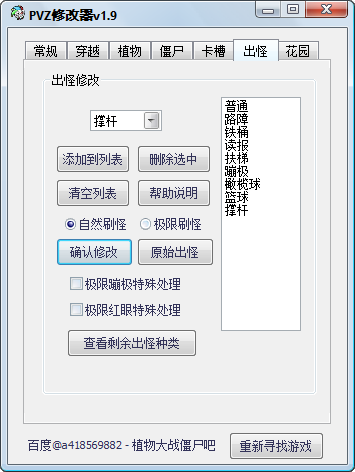 PVZ修改器v1.9
常规 穿越 植物 僵尸 卡槽 出怪 花园
出怪修改
撑杆
添加到列表 删除选中
清空列表 帮助说明
自然刷怪 极限刷怪
确认修改 原始出怪
极限蹦极特殊处理
极限红眼特殊处理
查看剩余出怪种类
普通
路障
铁桶
读报
扶梯
蹦极
橄榄球
篮球
撑杆
百度@a418569882 - 植物大战僵尸吧 重新寻找游戏